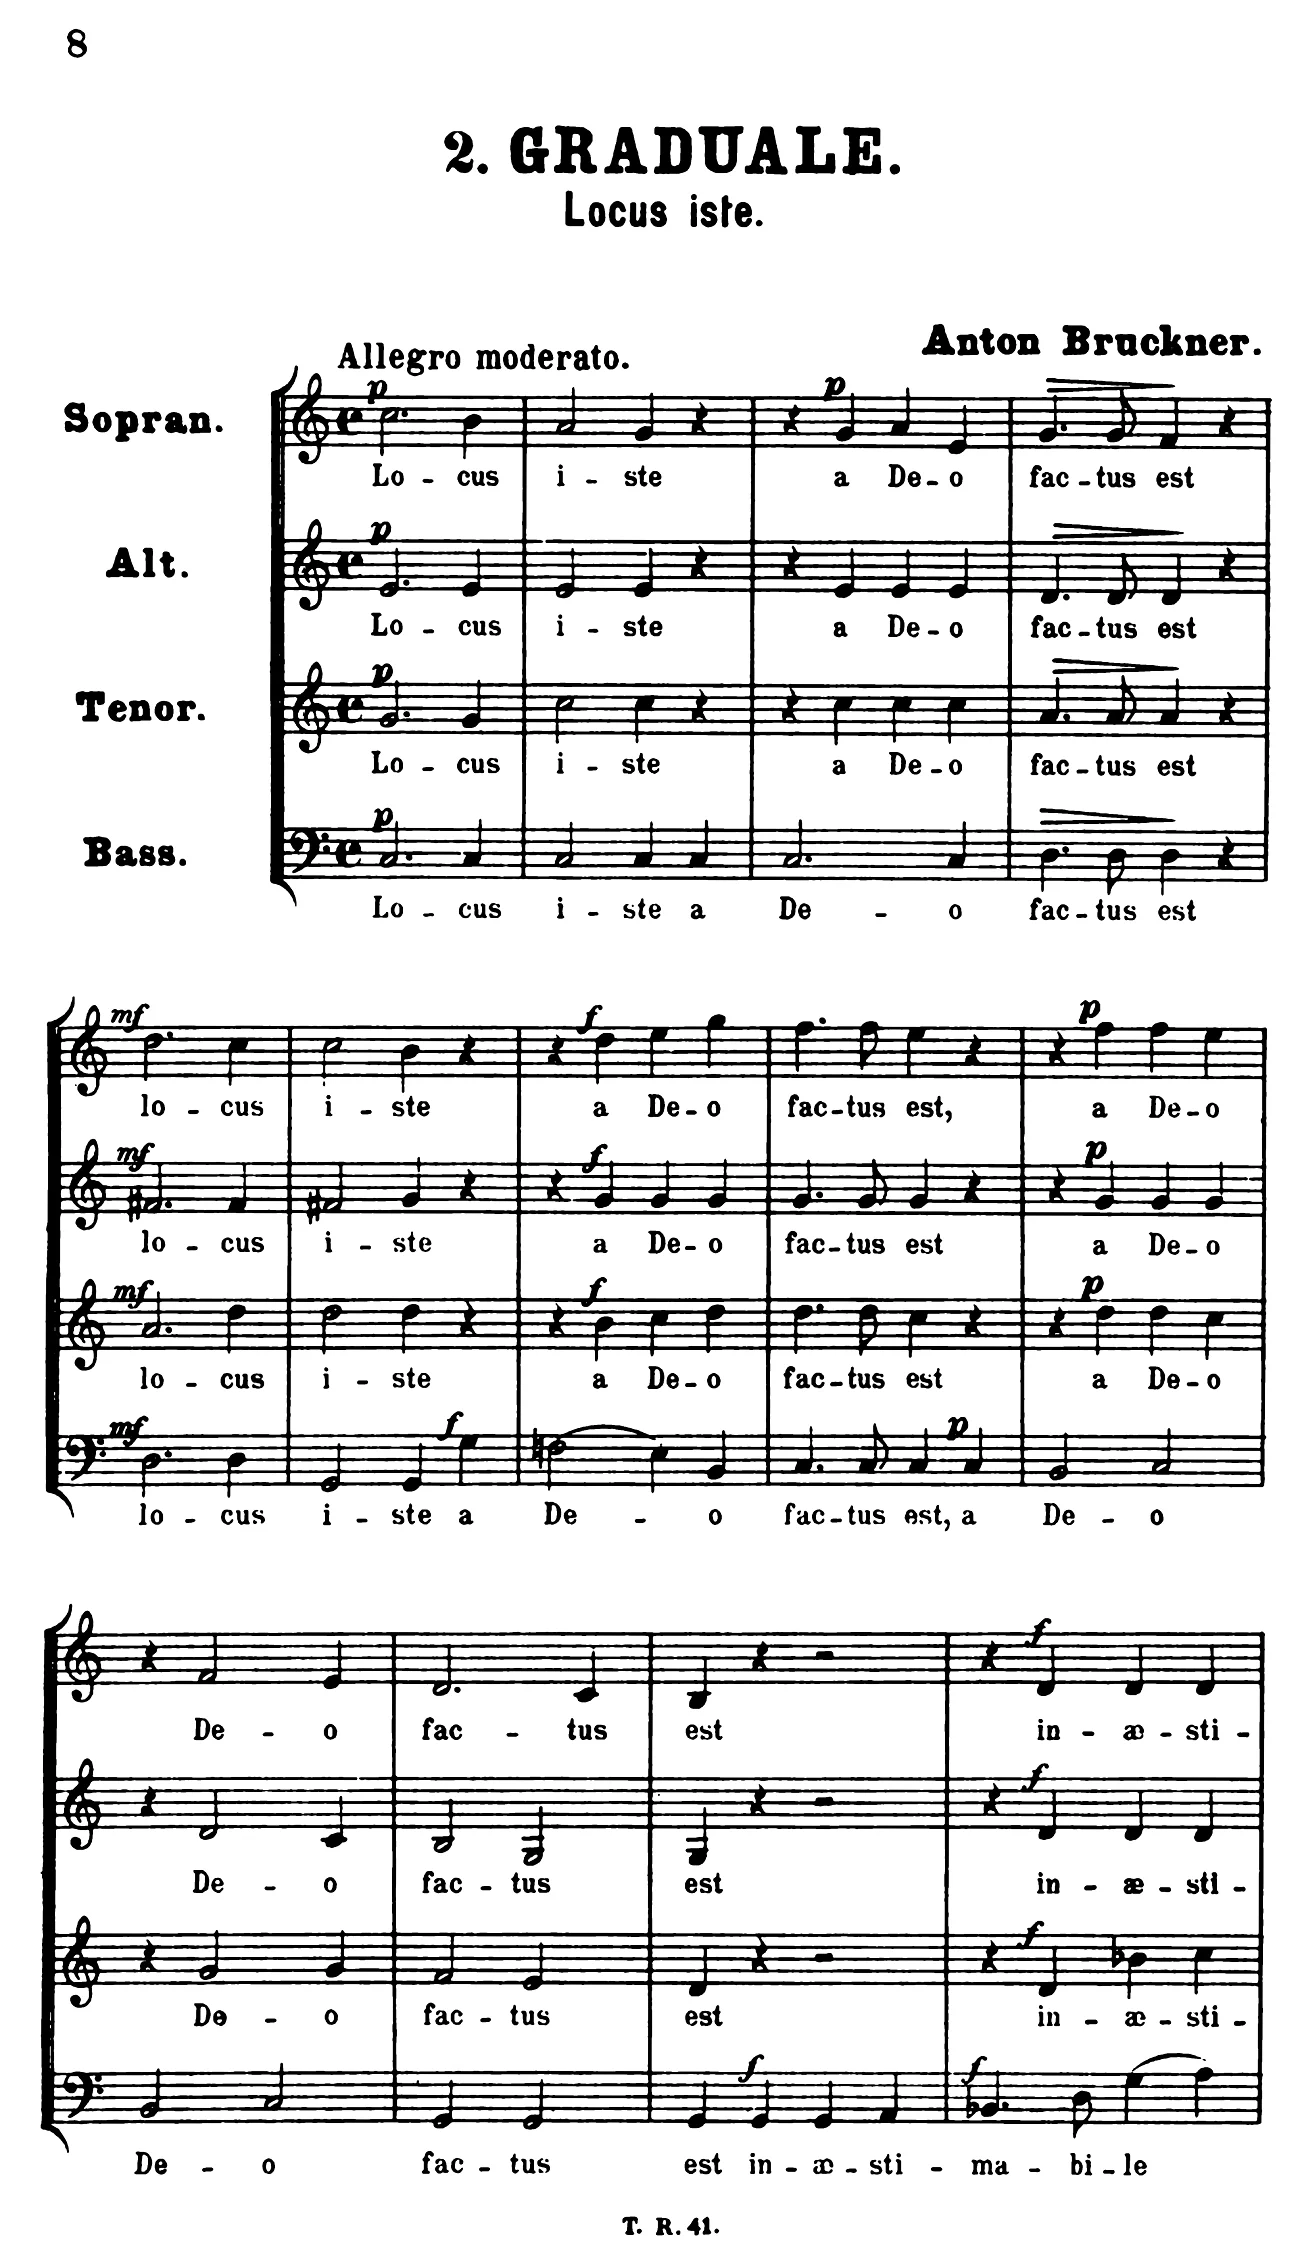 8
2. GRADUALE.
Locus iste.
Anton Bruckner.
Allegro moderato.
p p
Sopran.
Lo - cus i - ste a De - o fac - tus est
p
Alt.
Lo - cus i - ste a De - o fac - tus est
p
Tenor.
Lo - cus i - ste a De - o fac - tus est
p
Bass.
Lo - cus i - ste a De - o fac - tus est
mf f p
lo - cus i - ste a De - o fac - tus est, a De - o
mf f p
lo - cus i - ste a De - o fac - tus est a De - o
mf f p
lo - cus i - ste a De - o fac - tus est a De - o
mf f p
lo - cus i - ste a De - o fac - tus est, a De - o
f
De - o fac - tus est in - æ - sti -
f
De - o fac - tus est in - æ - sti -
f
De - o fac - tus est in - æ - sti -
f f
De - o fac - tus est in - æ - sti - ma - bi - le
T. R. 41.